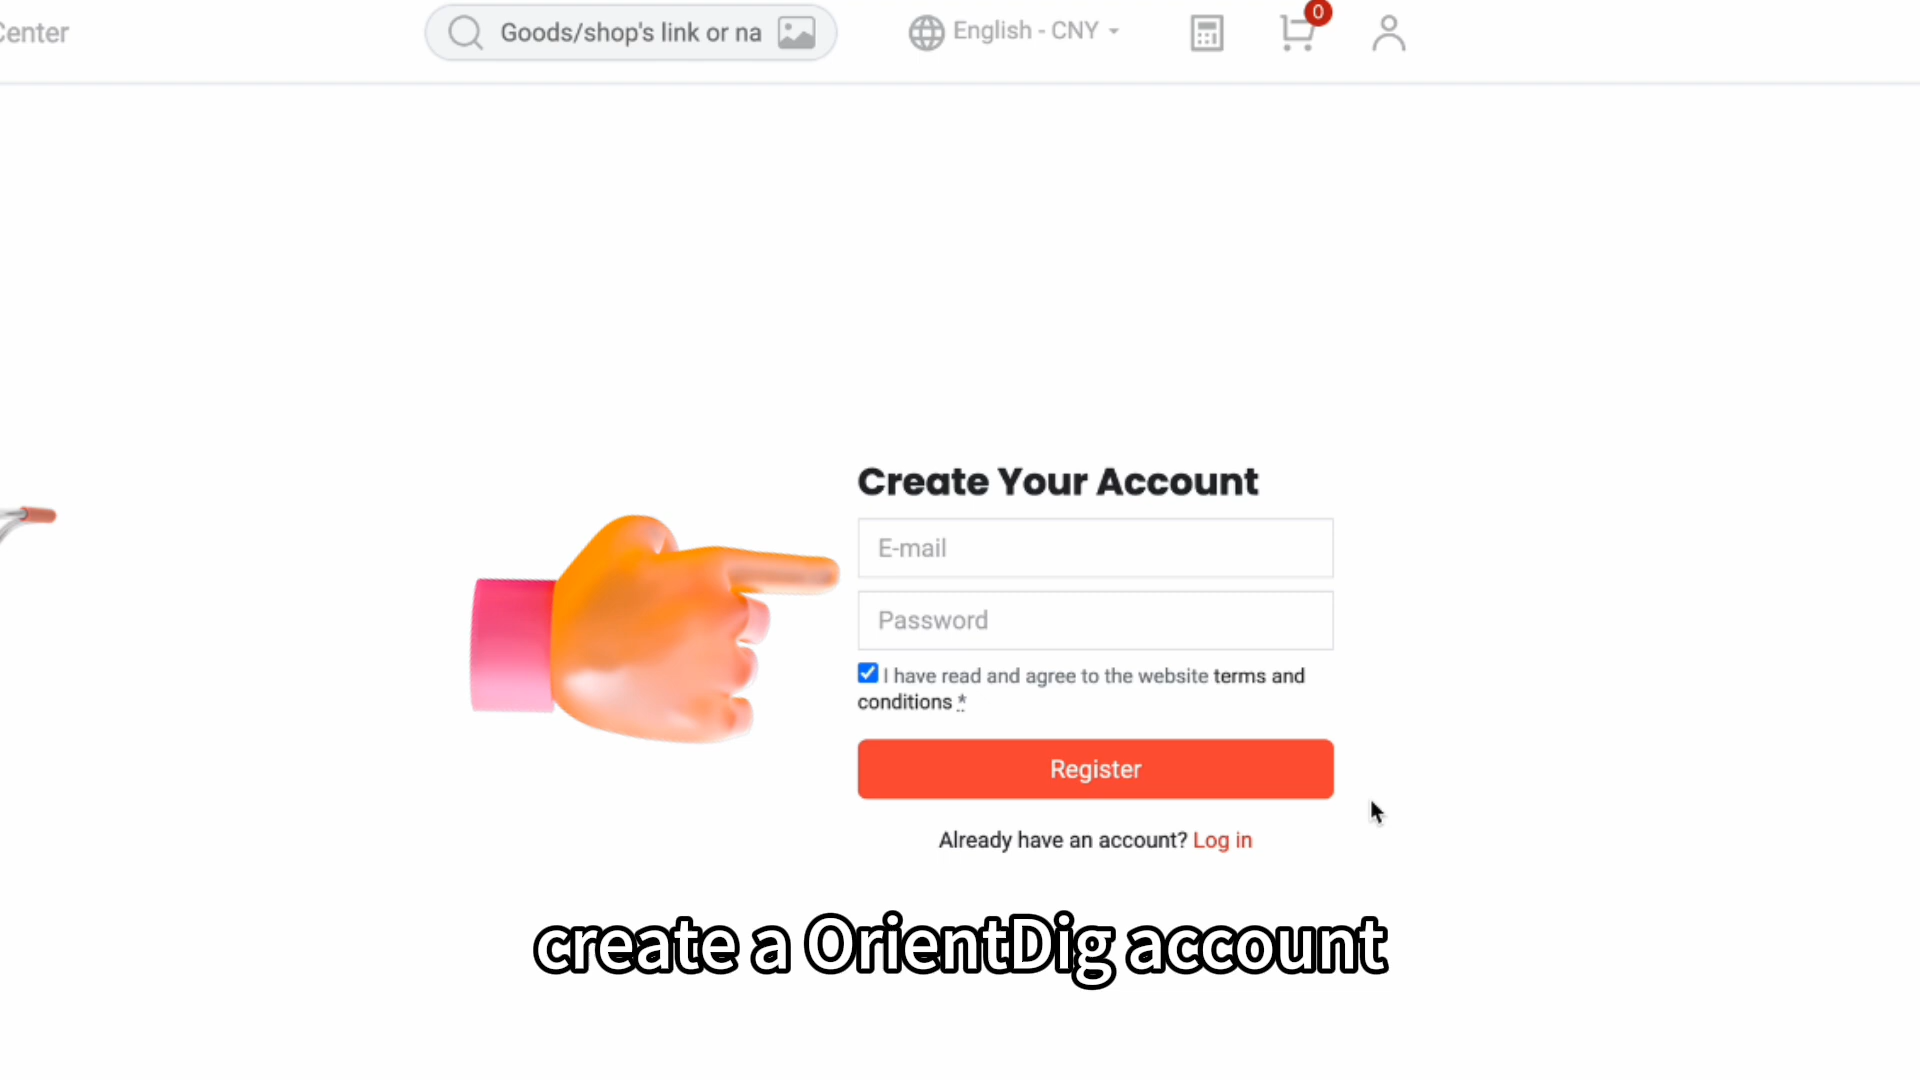 Center
Goods/shop's link or na
English - CNY
0
Create Your Account
E-mail
Password
I have read and agree to the website terms and
conditions *
Register
Already have an account? Log in
create a OrientDig account